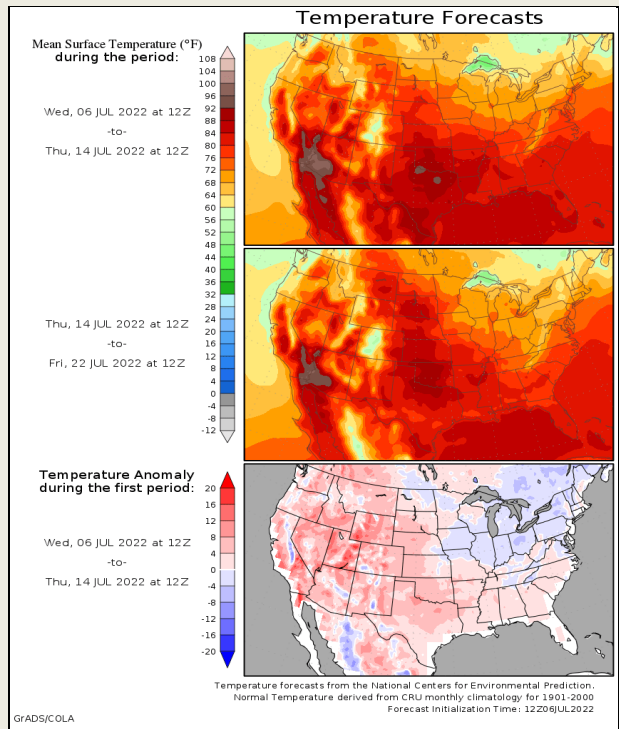 Temperature Forecasts
Mean Surface Temperature (°F)
during the period:
108
104
100
96
92
88
84
80
76
72
68
64
60
56
52
48
44
40
36
32
28
24
20
16
12
8
4
0
-4
-8
-12
Wed, 06 JUL 2022 at 12Z
-to-
Thu, 14 JUL 2022 at 12Z
Thu, 14 JUL 2022 at 12Z
-to-
Fri, 22 JUL 2022 at 12Z
Temperature Anomaly
during the first period:
20
16
12
8
4
0
-4
-8
-12
-16
-20
Wed, 06 JUL 2022 at 12Z
-to-
Thu, 14 JUL 2022 at 12Z
Temperature forecasts from the National Centers for Environmental Prediction.
Normal Temperature derived from CRU monthly climatology for 1901-2000
Forecast Initialization Time: 12Z06JUL2022
GrADS/COLA